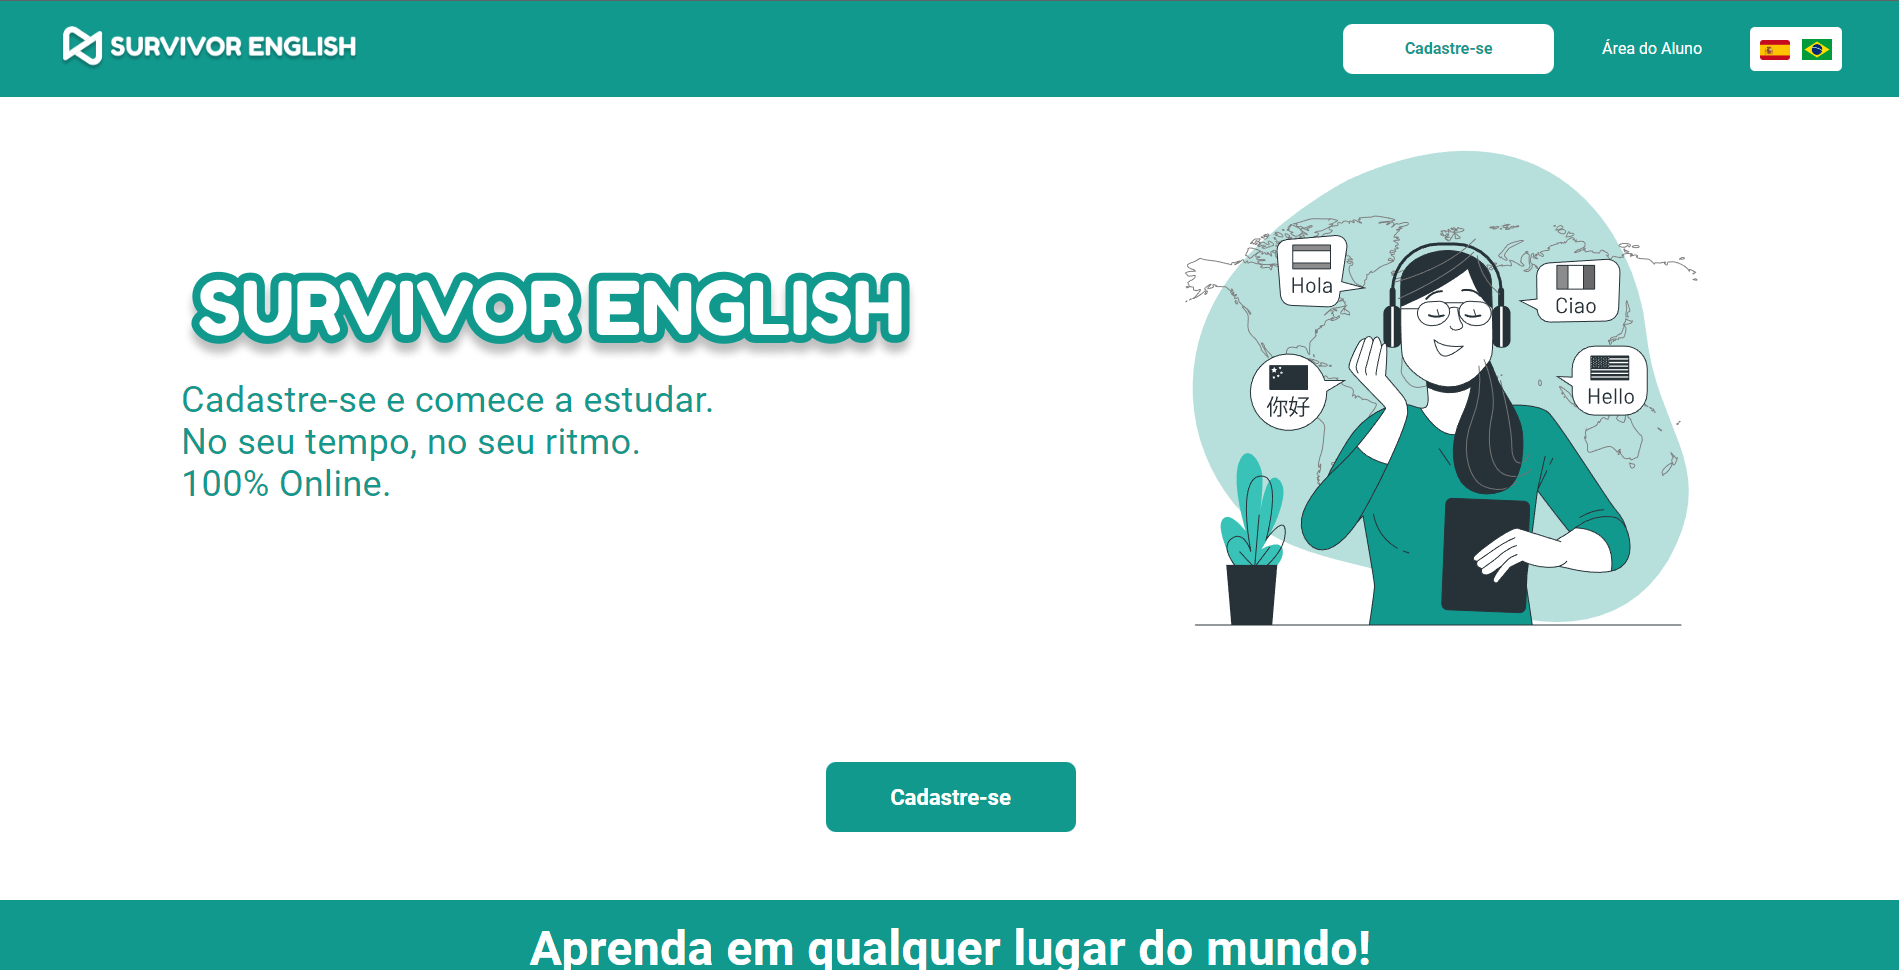 SURVIVOR ENGLISH
Cadastre-se
Área do Aluno
SURVIVOR ENGLISH
Cadastre-se e comece a estudar.
No seu tempo, no seu ritmo.
100% Online.
Hola
Ciao
你好
Hello
Cadastre-se
Aprenda em qualquer lugar do mundo!